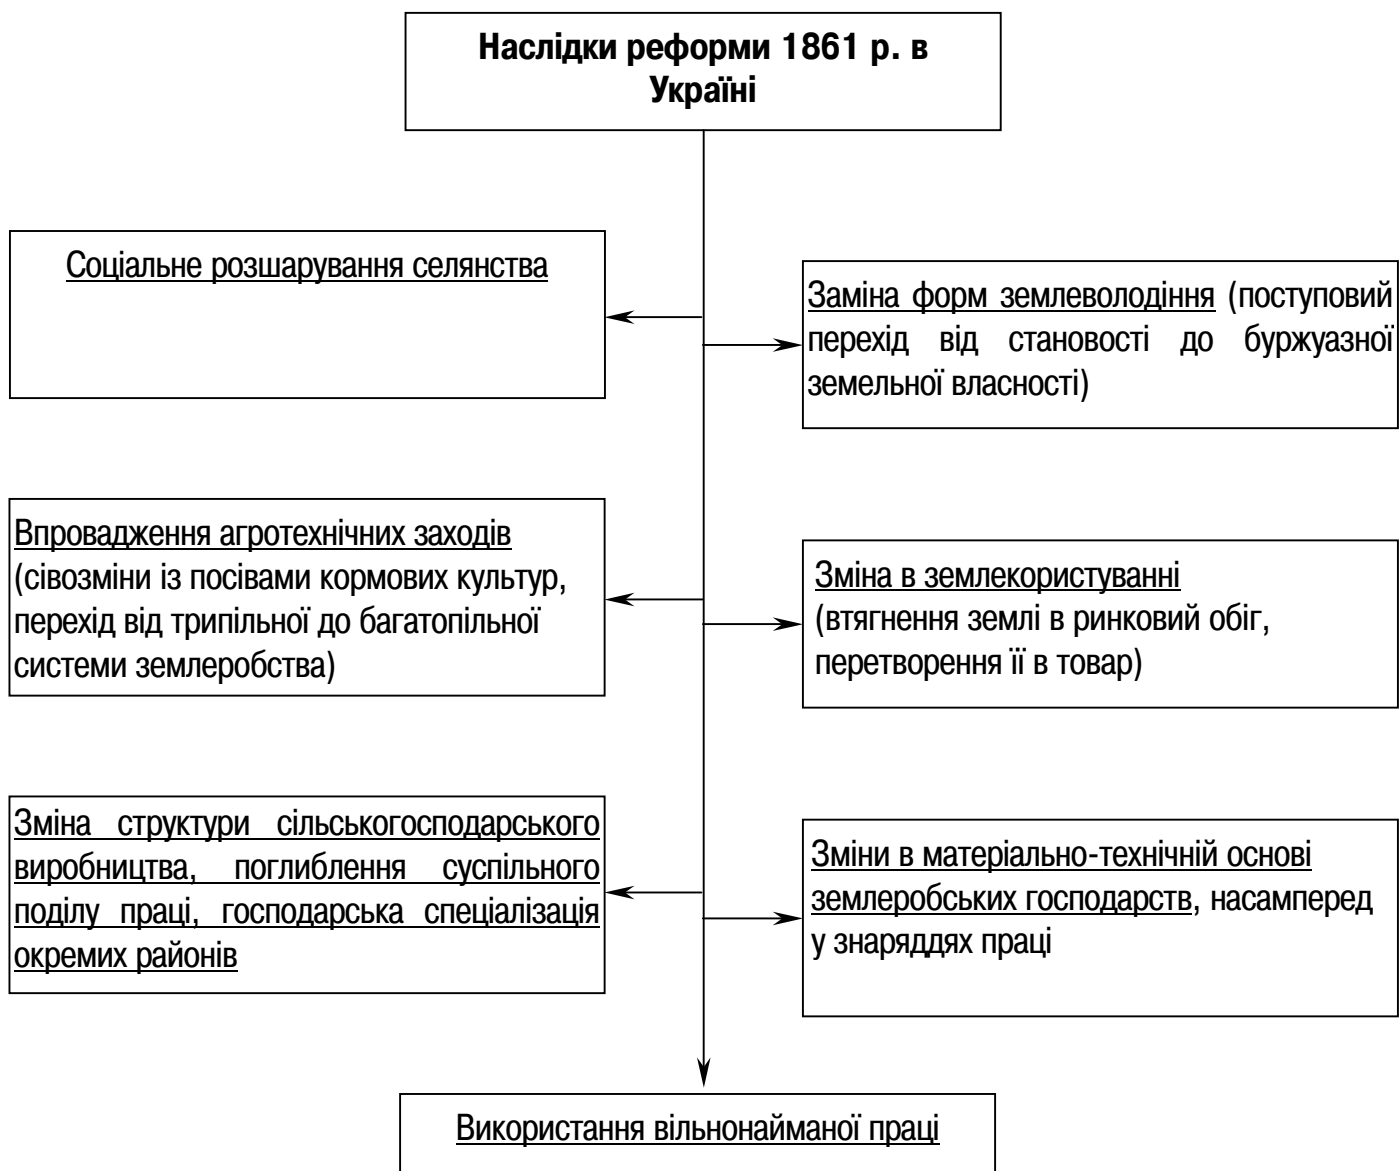 Наслідки реформи 1861 р. в
Україні
Соціальне розшарування селянства
Заміна форм землеволодіння (поступовий
перехід від становості до буржуазної
земельної власності)
Впровадження агротехнічних заходів
(сівозміни із посівами кормових культур,
перехід від трипільної до багатопільної
системи землеробства)
Зміна в землекористуванні
(втягнення землі в ринковий обіг,
перетворення її в товар)
Зміна структури сільськогосподарського
виробництва, поглиблення суспільного
поділу праці, господарська спеціалізація
окремих районів
Зміни в матеріально-технічній основі
землеробських господарств, насамперед
у знаряддях праці
Використання вільнонайманої праці